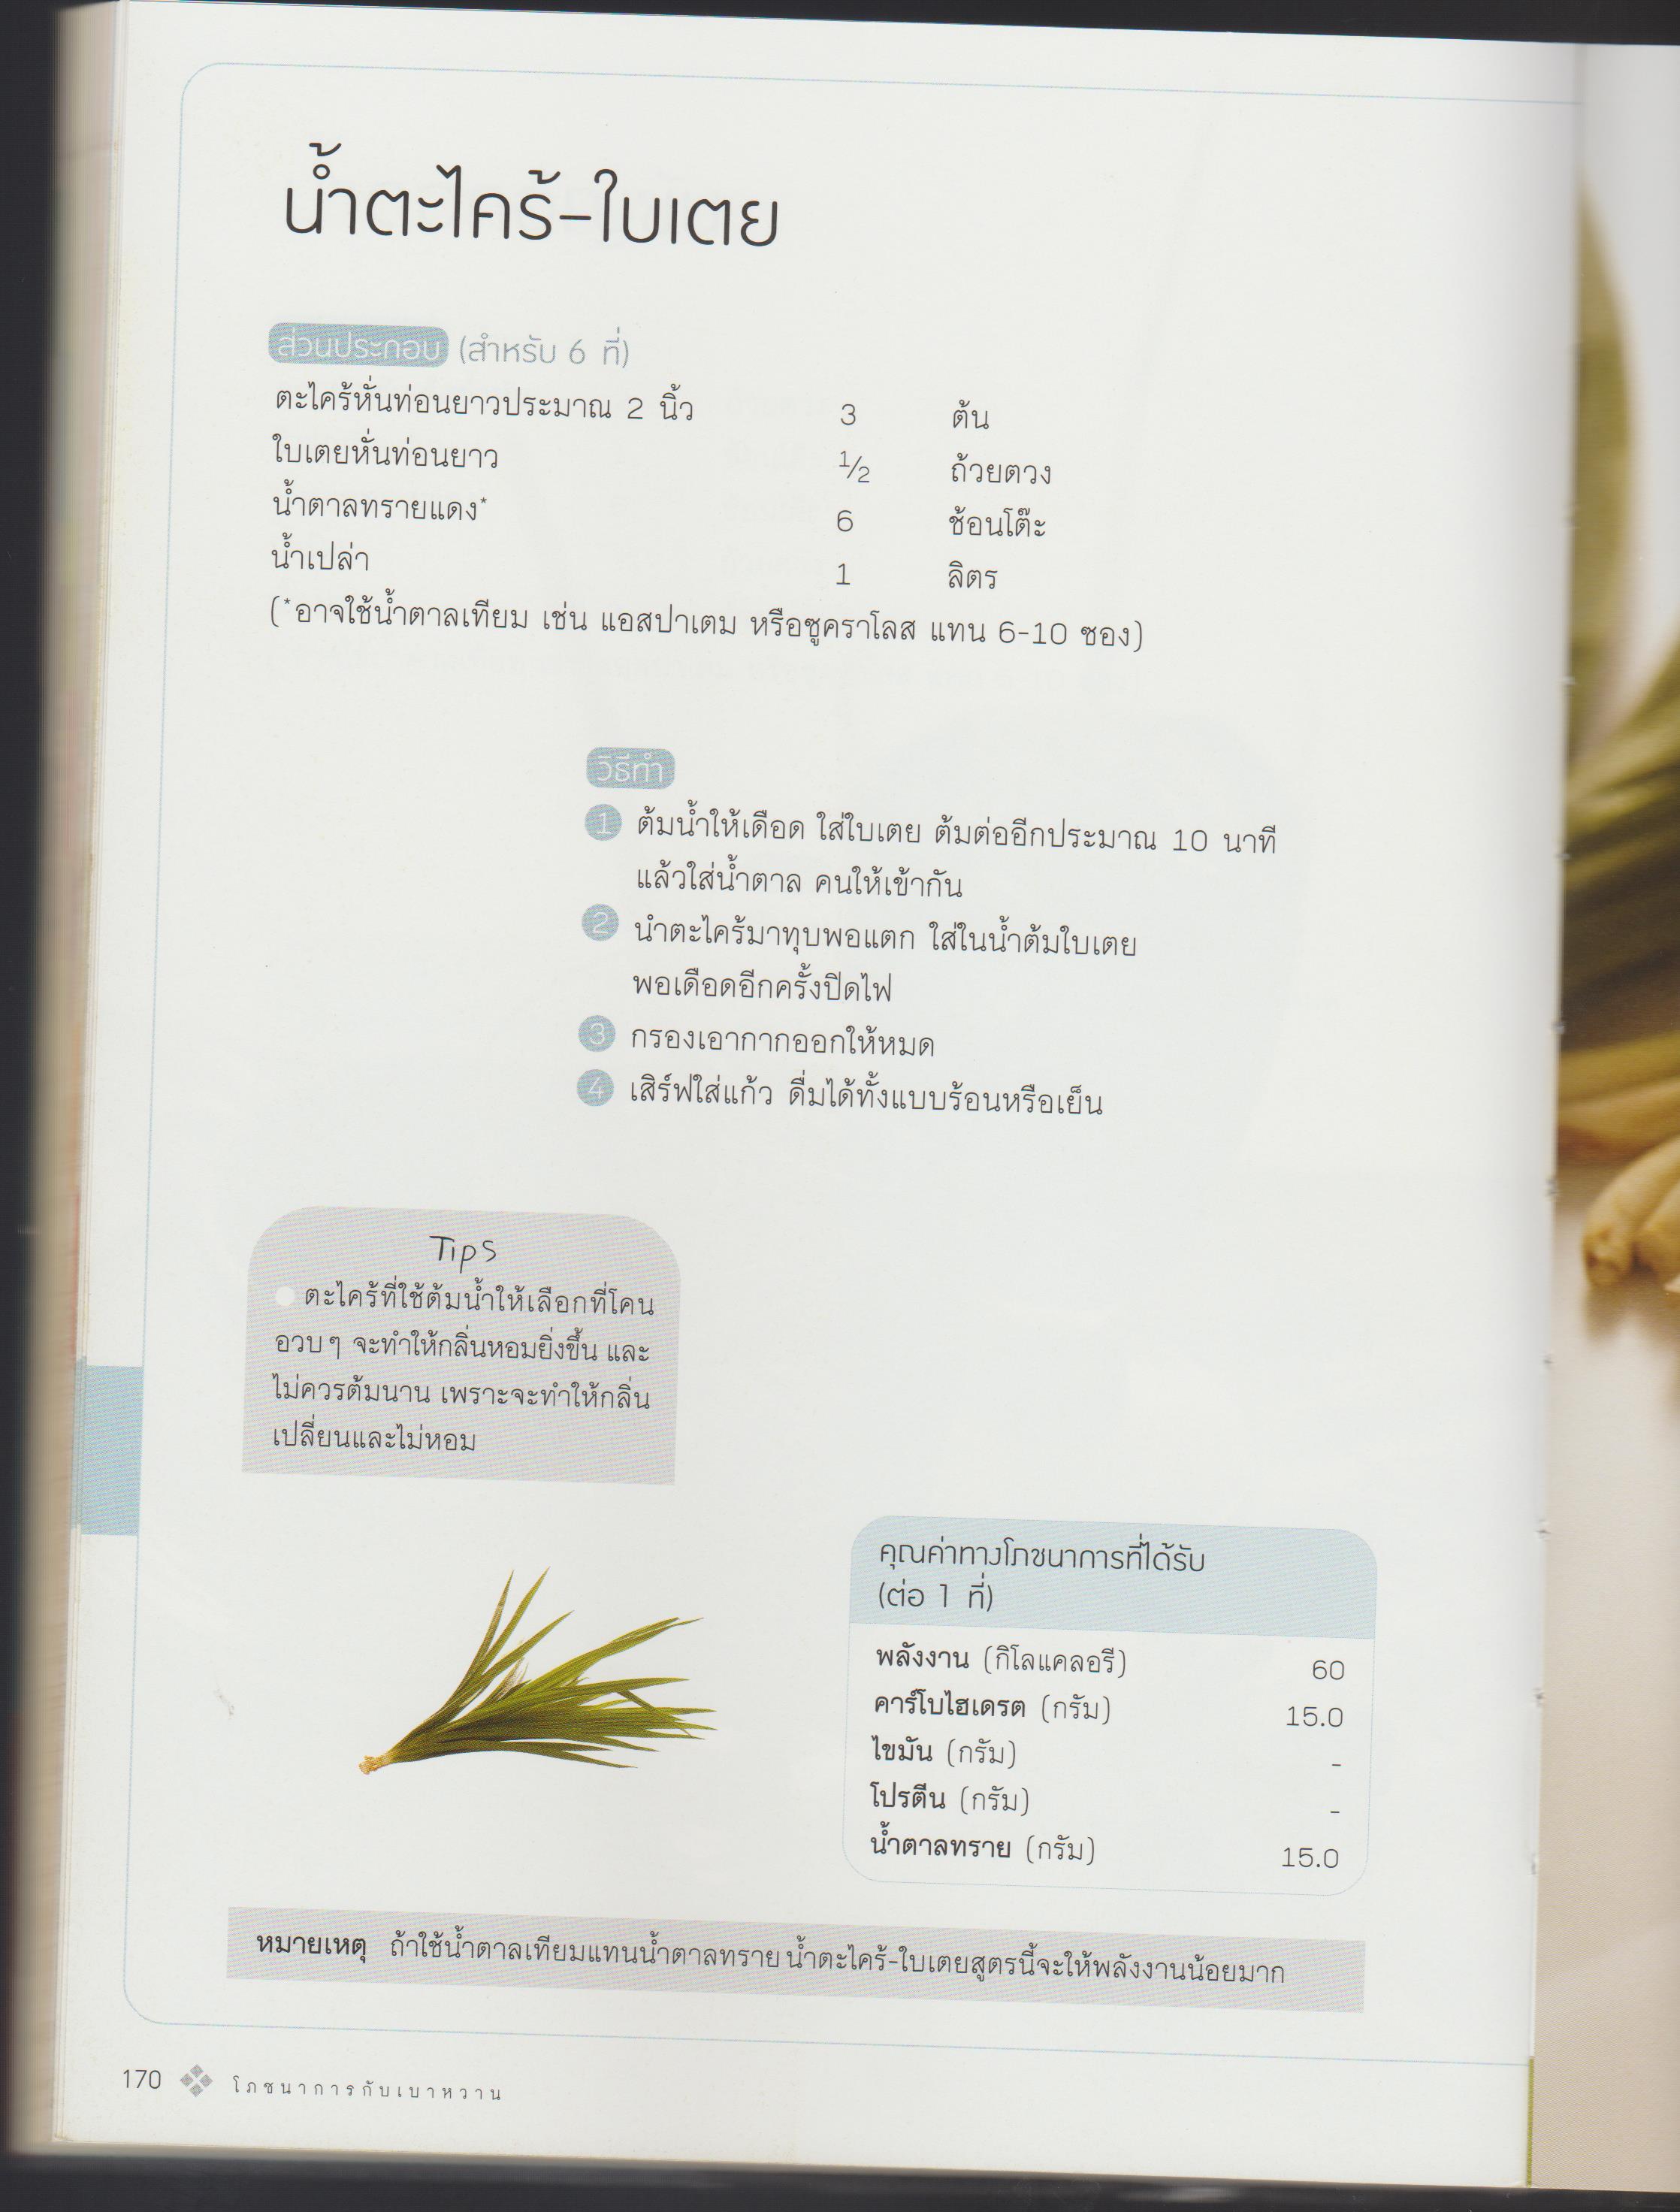 น้ำตะไคร้-ใบเตย
ส่วนประกอบ (สำหรับ 6 ที่)
ตะไคร้หั่นท่อนยาวประมาณ 2 นิ้ว 3 ต้น
ใบเตยหั่นท่อนยาว 1/2 ถ้วยตวง
น้ำตาลทรายแดง* 6 ช้อนโต๊ะ
น้ำเปล่า 1 ลิตร
(*อาจใช้น้ำตาลเทียม เช่น แอสปาเตม หรือซูคราโลส แทน 6-10 ซอง)
วิธีทำ
1 ต้มน้ำให้เดือด ใส่ใบเตย ต้มต่ออีกประมาณ 10 นาที
แล้วใส่น้ำตาล คนให้เข้ากัน
2 นำตะไคร้มาทุบพอแตก ใส่ในน้ำต้มใบเตย
พอเดือดอีกครั้งปิดไฟ
3 กรองเอากากออกให้หมด
4 เสิร์ฟใส่แก้ว ดื่มได้ทั้งแบบร้อนหรือเย็น
Tips
● ตะไคร้ที่ใช้ต้มน้ำให้เลือกที่โคน
อวบๆ จะทำให้กลิ่นหอมยิ่งขึ้น และ
ไม่ควรต้มนาน เพราะจะทำให้กลิ่น
เปลี่ยนและไม่หอม
คุณค่าทางโภชนาการที่ได้รับ
(ต่อ 1 ที่)
พลังงาน (กิโลแคลอรี) 60
คาร์โบไฮเดรต (กรัม) 15.0
ไขมัน (กรัม) -
โปรตีน (กรัม) -
น้ำตาลทราย (กรัม) 15.0
หมายเหตุ ถ้าใช้น้ำตาลเทียมแทนน้ำตาลทราย น้ำตะไคร้-ใบเตยสูตรนี้จะให้พลังงานน้อยมาก
170 โภชนาการกับเบาหวาน